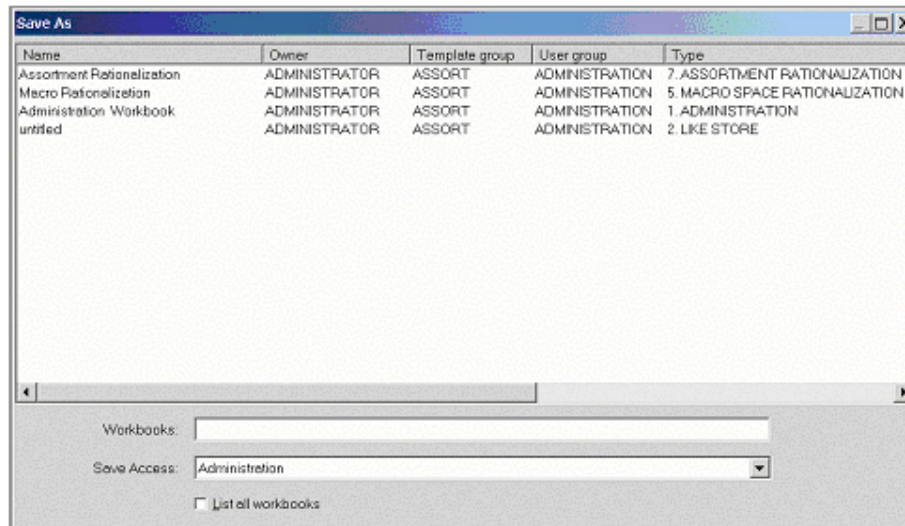 Save As
Name Owner Template group User group Type
Assortment Rationalization ADMINISTRATOR ASSORT ADMINISTRATION 7. ASSORTMENT RATIONALIZATION
Macro Rationalization ADMINISTRATOR ASSORT ADMINISTRATION 5. MACRO SPACE RATIONALIZATION
Administration Workbook ADMINISTRATOR ASSORT ADMINISTRATION 1. ADMINISTRATION
untitled ADMINISTRATOR ASSORT ADMINISTRATION 2. LIKE STORE
Workbooks:
Save Access: Administration
List all workbooks